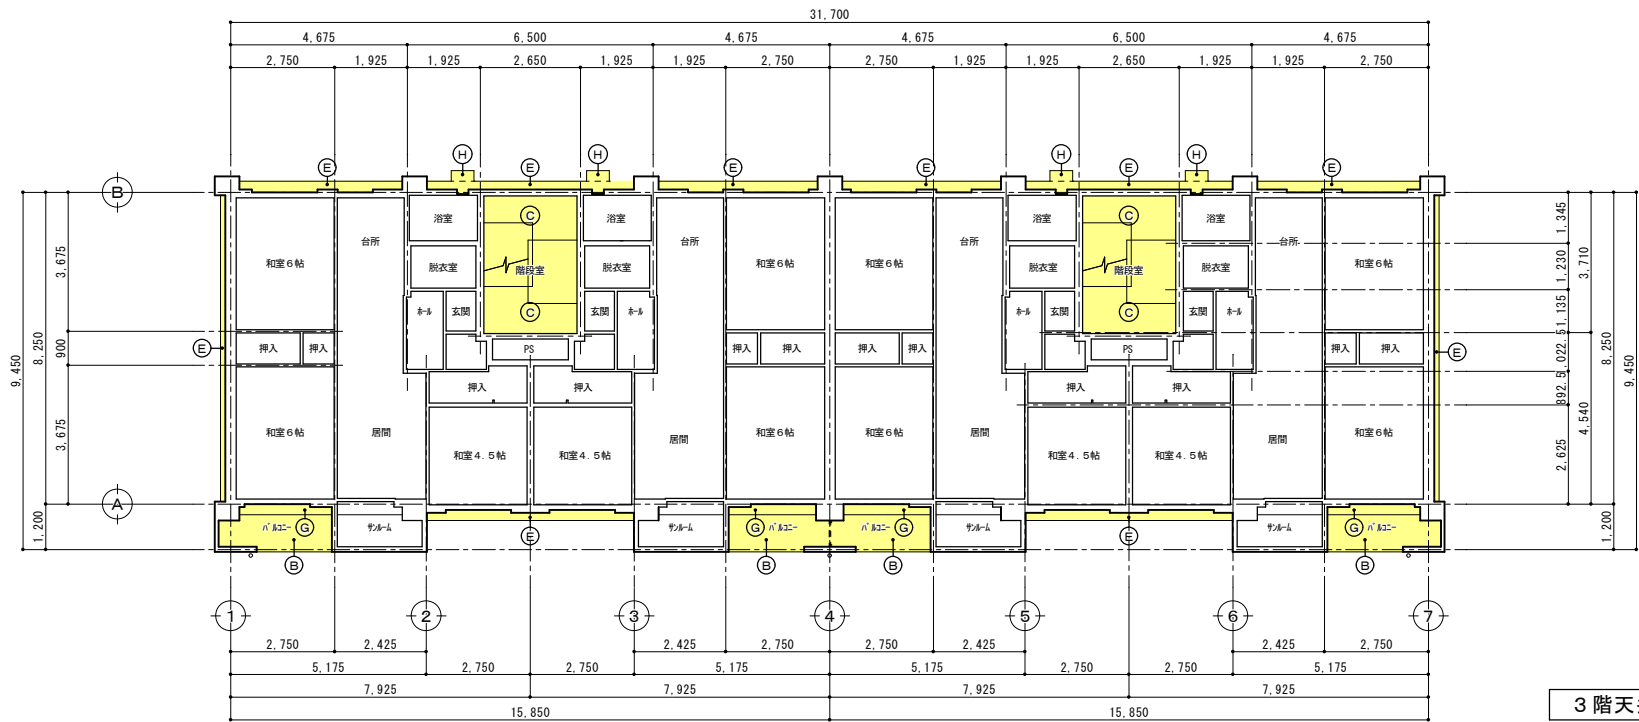 31,700
4,675 6,500 4,675 4,675 6,500 4,675
2,750 1,925 1,925 2,650 1,925 1,925 2,750 2,750 1,925 1,925 2,650 1,925 1,925 2,750
H H H H
E E E E E E
B
浴室 C 浴室 浴室 C 浴室
台所 台所 台所 台所
和室6帖 脱衣室 階段室 脱衣室 和室6帖 和室6帖 脱衣室 階段室 脱衣室 和室6帖
ホール 玄関 C 玄関 ホール ホール 玄関 C 玄関 ホール
E 押入 押入 PS 押入 押入 押入 押入 PS 押入 押入 E
押入 押入 押入 押入
和室6帖 居間 居間 和室6帖 和室6帖 居間 居間 和室6帖
和室4.5帖 和室4.5帖 和室4.5帖 和室4.5帖
A
バルコニー G サンルーム サンルーム G バルコニー バルコニー G サンルーム サンルーム G バルコニー
E E
B B B B
9,450
8,250
1,200
3,675
900
3,675
1,345
1,230
1,135
1,022.5
892.5
2,625
3,710
4,540
8,250
1,200
9,450
1 2 3 4 5 6 7
2,750 2,425 2,425 2,750 2,750 2,425 2,425 2,750
5,175 2,750 2,750 5,175 5,175 2,750 2,750 5,175
7,925 7,925 7,925 7,925
15,850 15,850
3階天